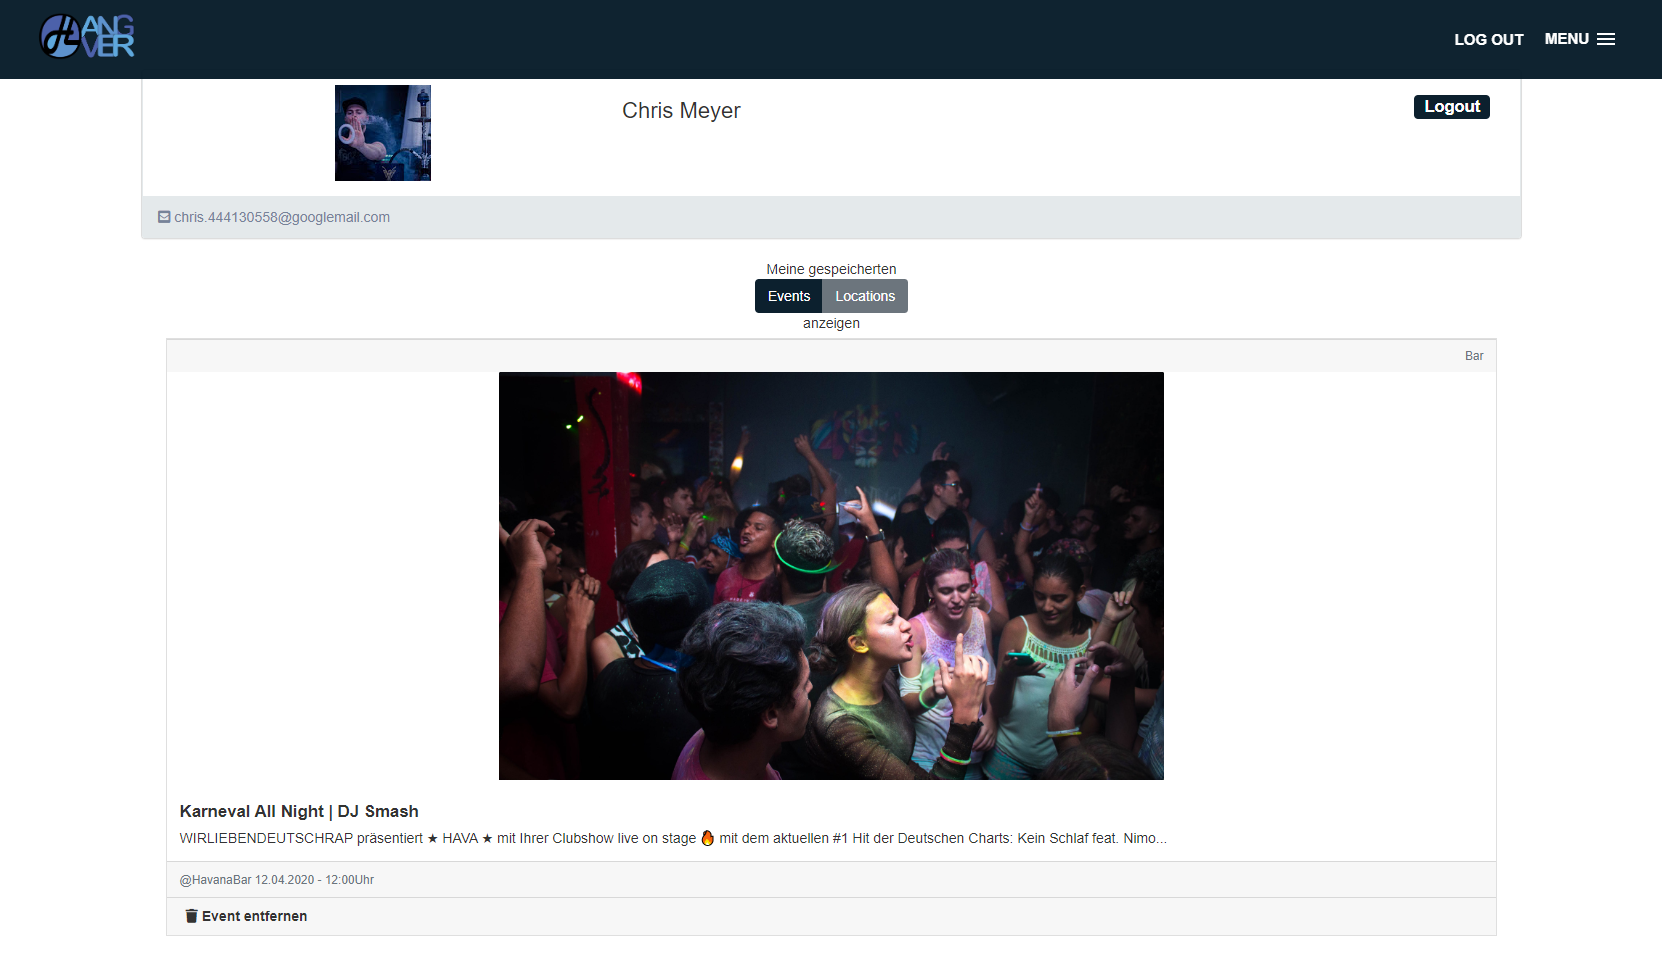 HANG
OVER
LOG OUT
MENU
Chris Meyer
Logout
chris.444130558@googlemail.com
Meine gespeicherten
Events
Locations
anzeigen
Bar
Karneval All Night | DJ Smash
WIRLIEBENDEUTSCHRAP präsentiert ★ HAVA ★ mit Ihrer Clubshow live on stage 🔥 mit dem aktuellen #1 Hit der Deutschen Charts: Kein Schlaf feat. Nimo...
@HavanaBar 12.04.2020 - 12:00Uhr
Event entfernen